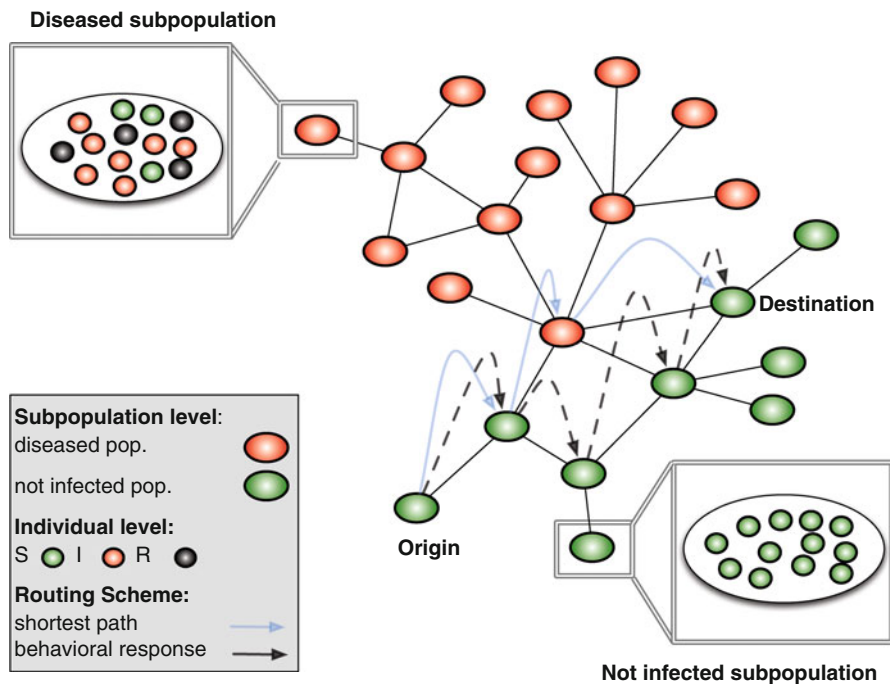 Diseased subpopulation
Destination
Subpopulation level:
diseased pop.
not infected pop.
Individual level:
S I R
Routing Scheme:
shortest path
behavioral response
Origin
Not infected subpopulation